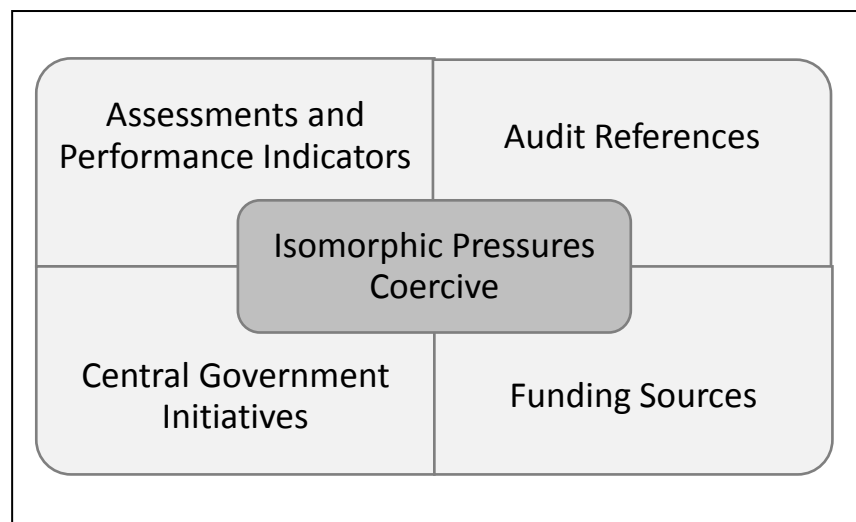 Assessments and
Performance Indicators
Audit References
Isomorphic Pressures
Coercive
Central Government
Initiatives
Funding Sources